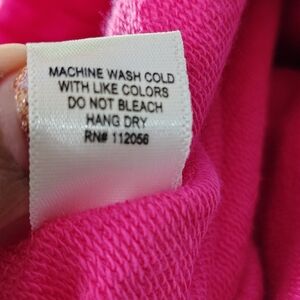 MACHINE WASH COLD
WITH LIKE COLORS
DO NOT BLEACH
HANG DRY
RN# 112056